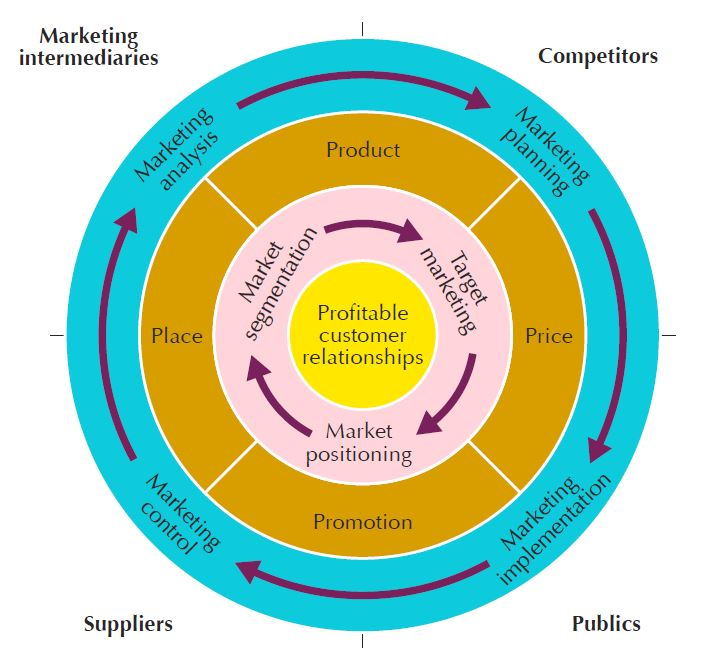 Marketing
intermediaries
Competitors
Marketing
analysis
Marketing
planning
Product
Market
segmentation
Target
marketing
Place
Profitable
customer
relationships
Price
Market
positioning
Marketing
control
Promotion
Marketing
implementation
Suppliers
Publics